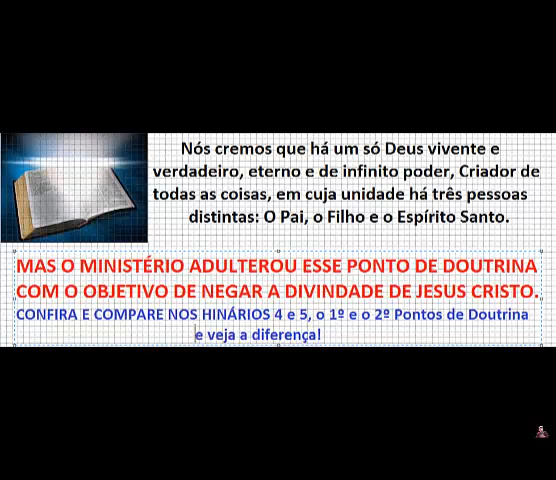 Nós cremos que há um só Deus vivente e
verdadeiro, eterno e de infinito poder, Criador de
todas as coisas, em cuja unidade há três pessoas
distintas: O Pai, o Filho e o Espírito Santo.
MAS O MINISTÉRIO ADULTEROU ESSE PONTO DE DOUTRINA
COM O OBJETIVO DE NEGAR A DIVINDADE DE JESUS CRISTO.
CONFIRA E COMPARE NOS HINÁRIOS 4 e 5, o 1º e o 2º Pontos de Doutrina
e veja a diferença!